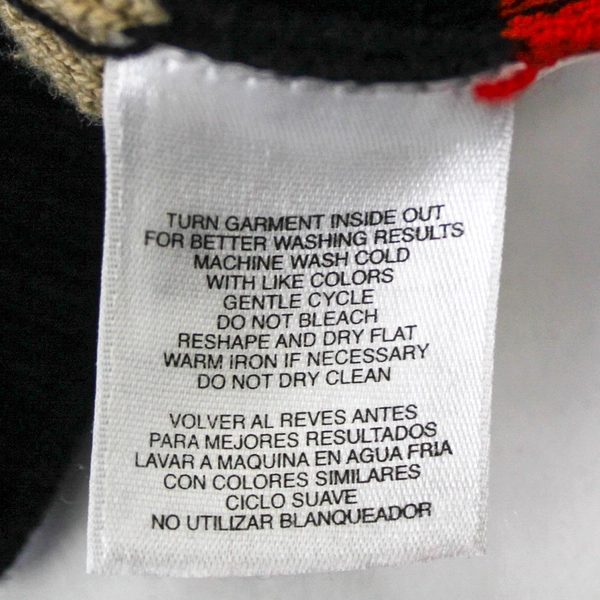 TURN GARMENT INSIDE OUT
FOR BETTER WASHING RESULTS
MACHINE WASH COLD
WITH LIKE COLORS
GENTLE CYCLE
DO NOT BLEACH
RESHAPE AND DRY FLAT
WARM IRON IF NECESSARY
DO NOT DRY CLEAN
VOLVER AL REVES ANTES
PARA MEJORES RESULTADOS
LAVAR A MAQUINA EN AGUA FRIA
CON COLORES SIMILARES
CICLO SUAVE
NO UTILIZAR BLANQUEADOR